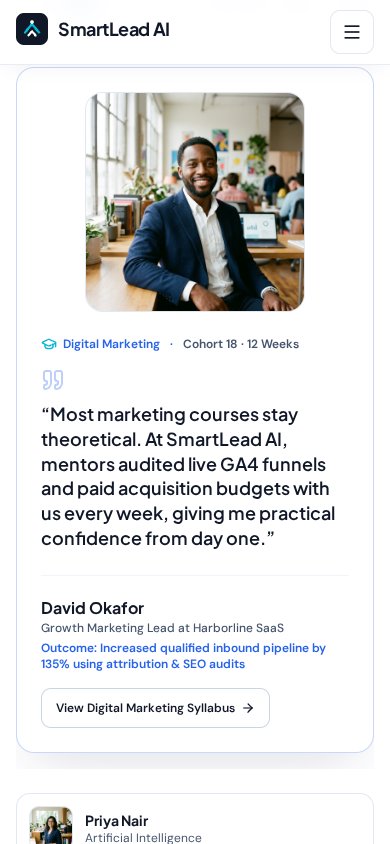 SmartLead AI
Digital Marketing · Cohort 18 · 12 Weeks
“Most marketing courses stay
theoretical. At SmartLead AI,
mentors audited live GA4 funnels
and paid acquisition budgets with
us every week, giving me practical
confidence from day one.”
David Okafor
Growth Marketing Lead at Harborline SaaS
Outcome: Increased qualified inbound pipeline by
135% using attribution & SEO audits
View Digital Marketing Syllabus
Priya Nair
Artificial Intelligence